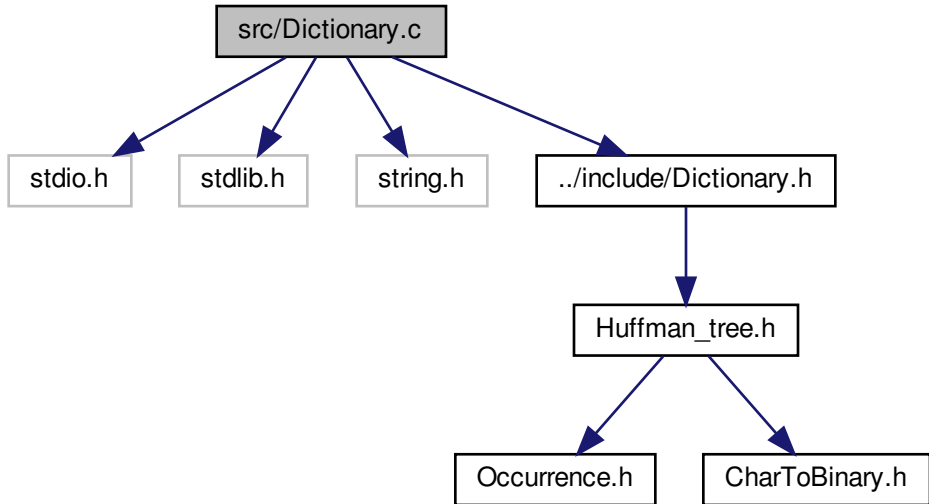 src/Dictionary.c
stdio.h
stdlib.h
string.h
../include/Dictionary.h
Huffman_tree.h
Occurrence.h
CharToBinary.h